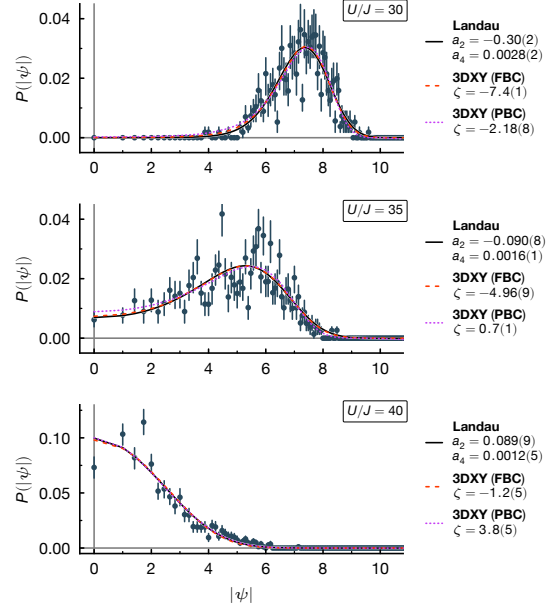 U/J = 30
0.04
0.02
0.00
P(|ψ|)
0
2
4
6
8
10
Landau
a₂ = −0.30(2)
a₄ = 0.0028(2)
3DXY (FBC)
ζ = −7.4(1)
3DXY (PBC)
ζ = −2.18(8)
U/J = 35
0.04
0.02
0.00
P(|ψ|)
0
2
4
6
8
10
Landau
a₂ = −0.090(8)
a₄ = 0.0016(1)
3DXY (FBC)
ζ = −4.96(9)
3DXY (PBC)
ζ = 0.7(1)
U/J = 40
0.10
0.05
0.00
P(|ψ|)
0
2
4
6
8
10
|ψ|
Landau
a₂ = 0.089(9)
a₄ = 0.0012(5)
3DXY (FBC)
ζ = −1.2(5)
3DXY (PBC)
ζ = 3.8(5)